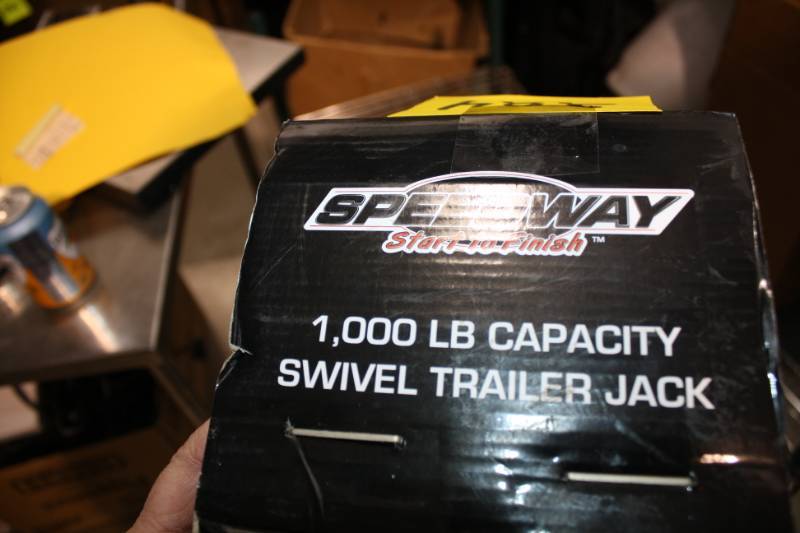 SPEEDWAY
Start to Finish™
1,000 LB CAPACITY
SWIVEL TRAILER JACK